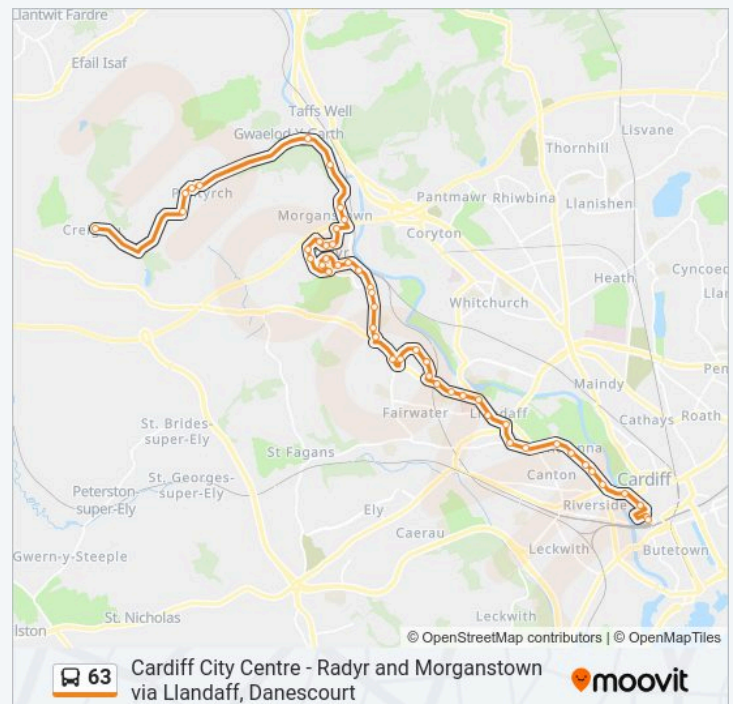 Llantwit Fardre
Efail Isaf
Taffs Well
Gwaelod Y Garth
Lisvane
Thornhill
Pantmawr
Rhiwbina
Llanishen
Morganstown
Coryton
Heath
Cyncoed
Whitchurch
Maindy
Fairwater
Llandaff
Cathays
Roath
St. Brides-
super-Ely
St Fagans
Canton
Cardiff
St. Georges-
super-Ely
Peterston-
super-Ely
Ely
Riverside
Caerau
Leckwith
Butetown
Gwern-y-Steeple
St. Nicholas
Leckwith
© OpenStreetMap contributors | © OpenMapTiles
63
Cardiff City Centre - Radyr and Morganstown
via Llandaff, Danescourt
moovit